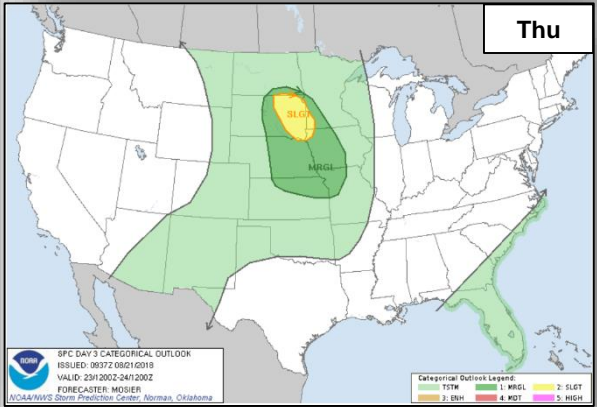 Thu
SLGT
MRGL
NOAA
SPC DAY 3 CATEGORICAL OUTLOOK
ISSUED: 0937Z 08/21/2018
VALID: 23/1200Z-24/1200Z
FORECASTER: MOSIER
NOAA/NWS Storm Prediction Center, Norman, Oklahoma
Categorical Outlook Legend:
TSTM 1: MRGL 2: SLGT
3: ENH 4: MDT 5: HIGH